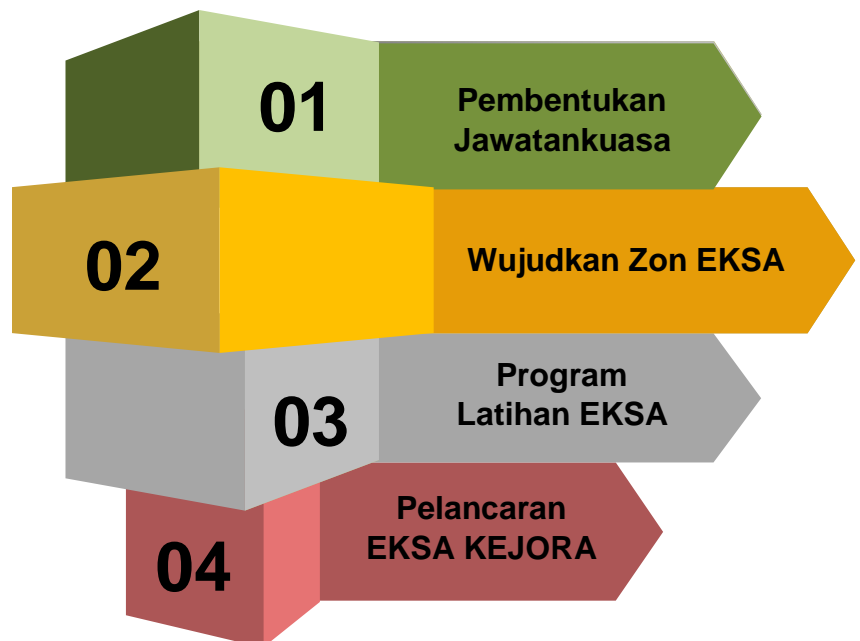 01
Pembentukan
Jawatankuasa
02
Wujudkan Zon EKSA
03
Program
Latihan EKSA
04
Pelancaran
EKSA KEJORA